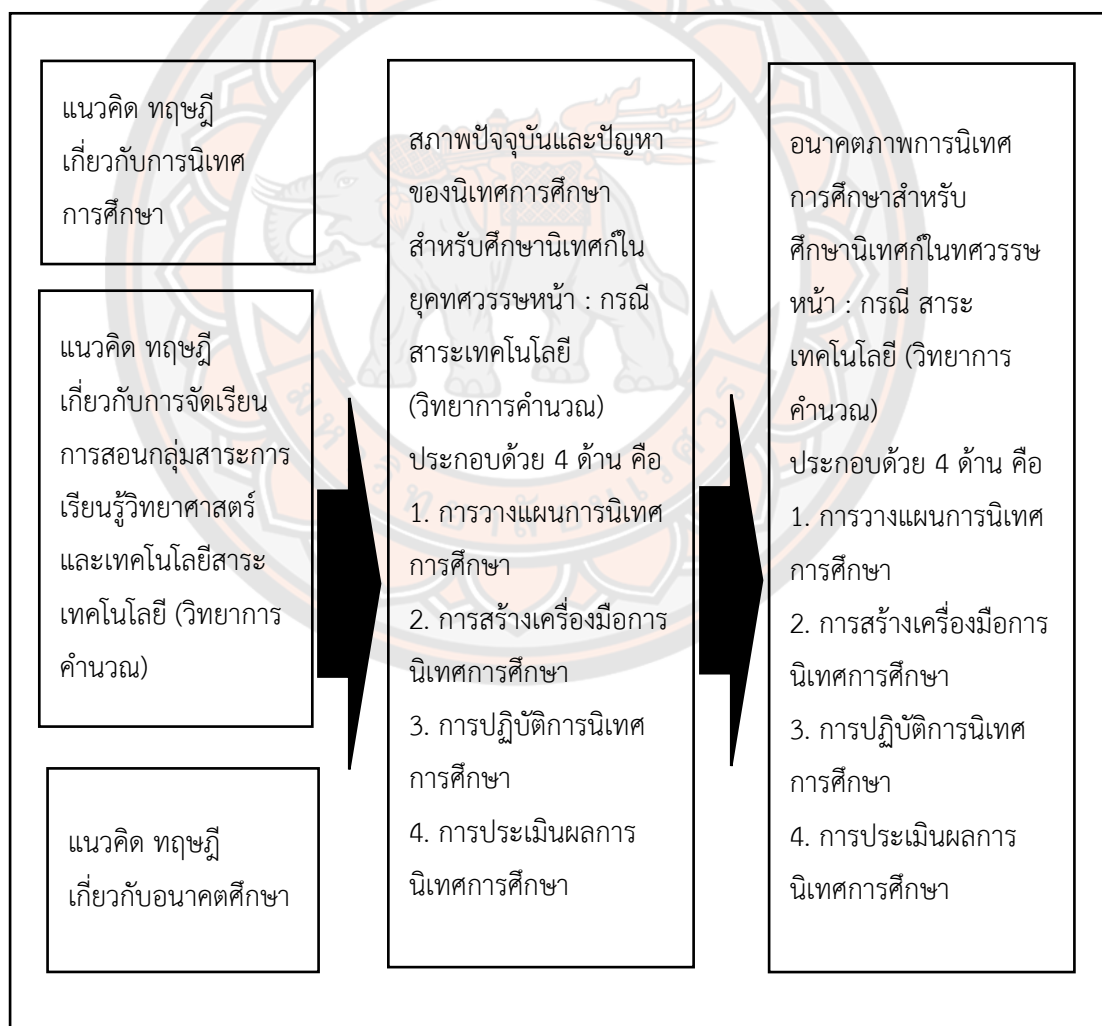 แนวคิด ทฤษฎี
เกี่ยวกับการนิเทศ
การศึกษา
แนวคิด ทฤษฎี
เกี่ยวกับการจัดเรียน
การสอนกลุ่มสาระการ
เรียนรู้วิทยาศาสตร์
และเทคโนโลยีสาระ
เทคโนโลยี (วิทยาการ
คำนวณ)
แนวคิด ทฤษฎี
เกี่ยวกับอนาคตศึกษา
สภาพปัจจุบันและปัญหา
ของนิเทศการศึกษา
สำหรับศึกษานิเทศก์ใน
ยุคทศวรรษหน้า : กรณี
สาระเทคโนโลยี
(วิทยาการคำนวณ)
ประกอบด้วย 4 ด้าน คือ
1. การวางแผนการนิเทศ
การศึกษา
2. การสร้างเครื่องมือการ
นิเทศการศึกษา
3. การปฏิบัติการนิเทศ
การศึกษา
4. การประเมินผลการ
นิเทศการศึกษา
อนาคตภาพการนิเทศ
การศึกษาสำหรับ
ศึกษานิเทศก์ในทศวรรษ
หน้า : กรณี สาระ
เทคโนโลยี (วิทยาการ
คำนวณ)
ประกอบด้วย 4 ด้าน คือ
1. การวางแผนการนิเทศ
การศึกษา
2. การสร้างเครื่องมือการ
นิเทศการศึกษา
3. การปฏิบัติการนิเทศ
การศึกษา
4. การประเมินผลการ
นิเทศการศึกษา
มหาวิทยาลัยนเรศวร